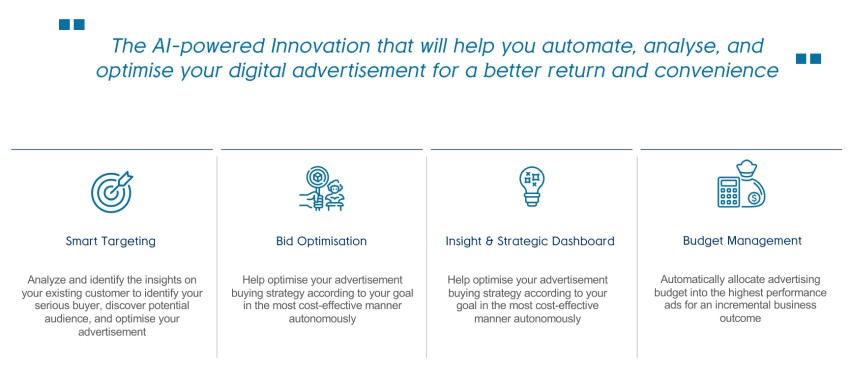 The AI-powered Innovation that will help you automate, analyse, and
optimise your digital advertisement for a better return and convenience
Smart Targeting
Analyze and identify the insights on
your existing customer to identify your
serious buyer, discover potential
audience, and optimise your
advertisement
Bid Optimisation
Help optimise your advertisement
buying strategy according to your goal
in the most cost-effective manner
autonomously
Insight & Strategic Dashboard
Help optimise your advertisement
buying strategy according to your
goal in the most cost-effective
manner autonomously
Budget Management
Automatically allocate advertising
budget into the highest performance
ads for an incremental business
outcome